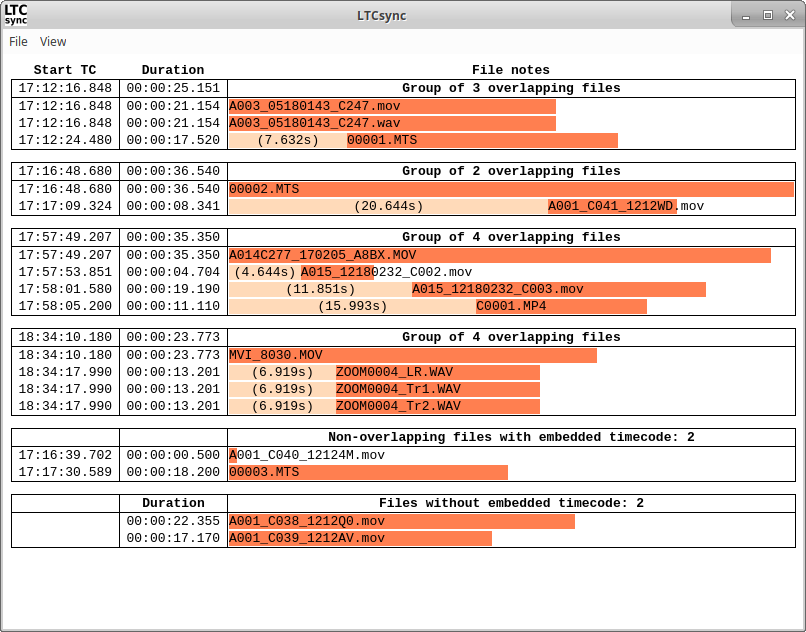 LTC
sync
LTCsync
File View
Start TC Duration File notes
17:12:16.848 00:00:25.151 Group of 3 overlapping files
17:12:16.848 00:00:21.154 A003_05180143_C247.mov
17:12:16.848 00:00:21.154 A003_05180143_C247.wav
17:12:24.480 00:00:17.520 (7.632s) 00001.MTS
17:16:48.680 00:00:36.540 Group of 2 overlapping files
17:16:48.680 00:00:36.540 00002.MTS
17:17:09.324 00:00:08.341 (20.644s) A001_C041_1212WD.mov
17:57:49.207 00:00:35.350 Group of 4 overlapping files
17:57:49.207 00:00:35.350 A014C277_170205_A8BX.MOV
17:57:53.851 00:00:04.704 (4.644s) A015_12180232_C002.mov
17:58:01.580 00:00:19.190 (11.851s) A015_12180232_C003.mov
17:58:05.200 00:00:11.110 (15.993s) C0001.MP4
18:34:10.180 00:00:23.773 Group of 4 overlapping files
18:34:10.180 00:00:23.773 MVI_8030.MOV
18:34:17.990 00:00:13.201 (6.919s) ZOOM0004_LR.WAV
18:34:17.990 00:00:13.201 (6.919s) ZOOM0004_Tr1.WAV
18:34:17.990 00:00:13.201 (6.919s) ZOOM0004_Tr2.WAV
Non-overlapping files with embedded timecode: 2
17:16:39.702 00:00:00.500 A001_C040_12124M.mov
17:17:30.589 00:00:18.200 00003.MTS
Duration Files without embedded timecode: 2
00:00:22.355 A001_C038_1212Q0.mov
00:00:17.170 A001_C039_1212AV.mov